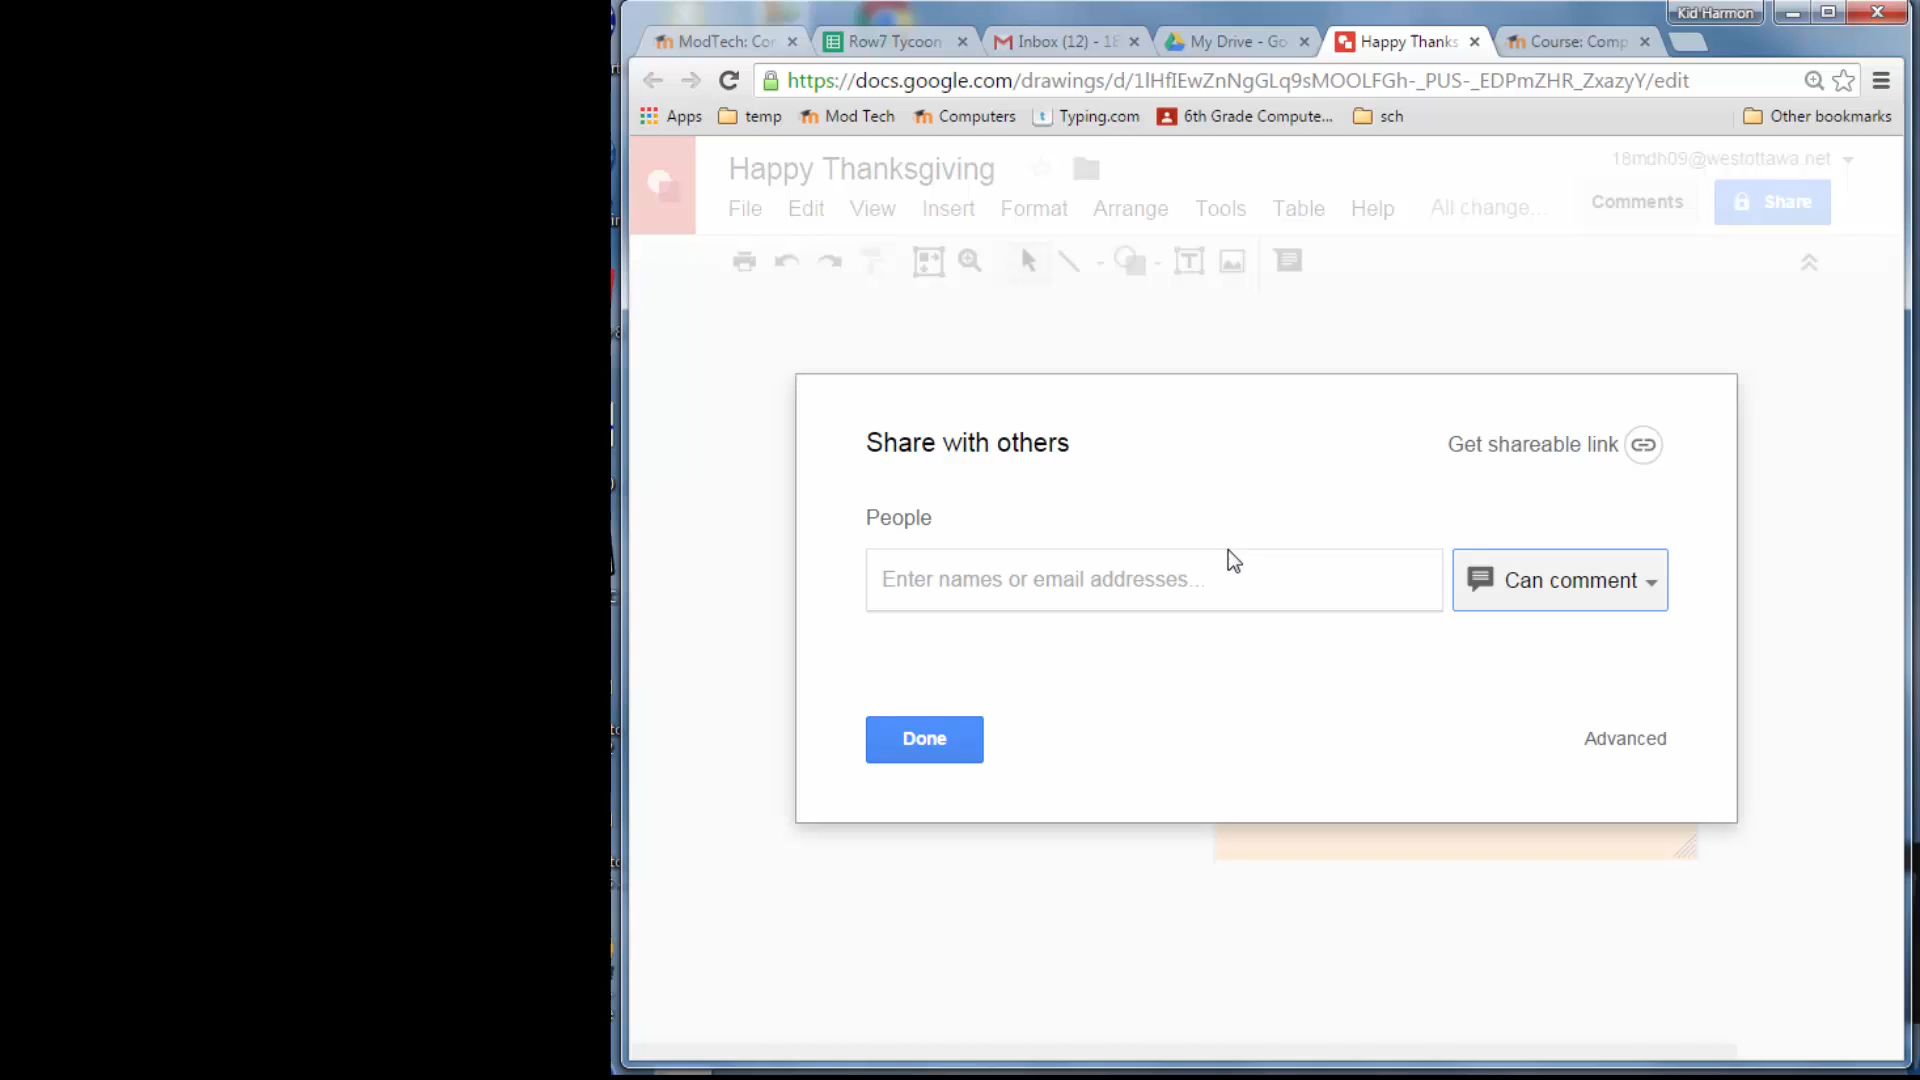 Kid Harmon
ModTech: Cor
Row7 Tycoon
Inbox (12) - 18
My Drive - Go
Happy Thanks
Course: Comp
https://docs.google.com/drawings/d/1lHfIEwZnNgGLq9sMOOLFGh-_PUS-_EDPmZHR_ZxazyY/edit
Apps temp Mod Tech Computers Typing.com 6th Grade Compute... sch Other bookmarks
Happy Thanksgiving
18mdh09@westottawa.net
File Edit View Insert Format Arrange Tools Table Help All change... Comments Share
Share with others
Get shareable link
People
Enter names or email addresses...
Can comment
Done
Advanced